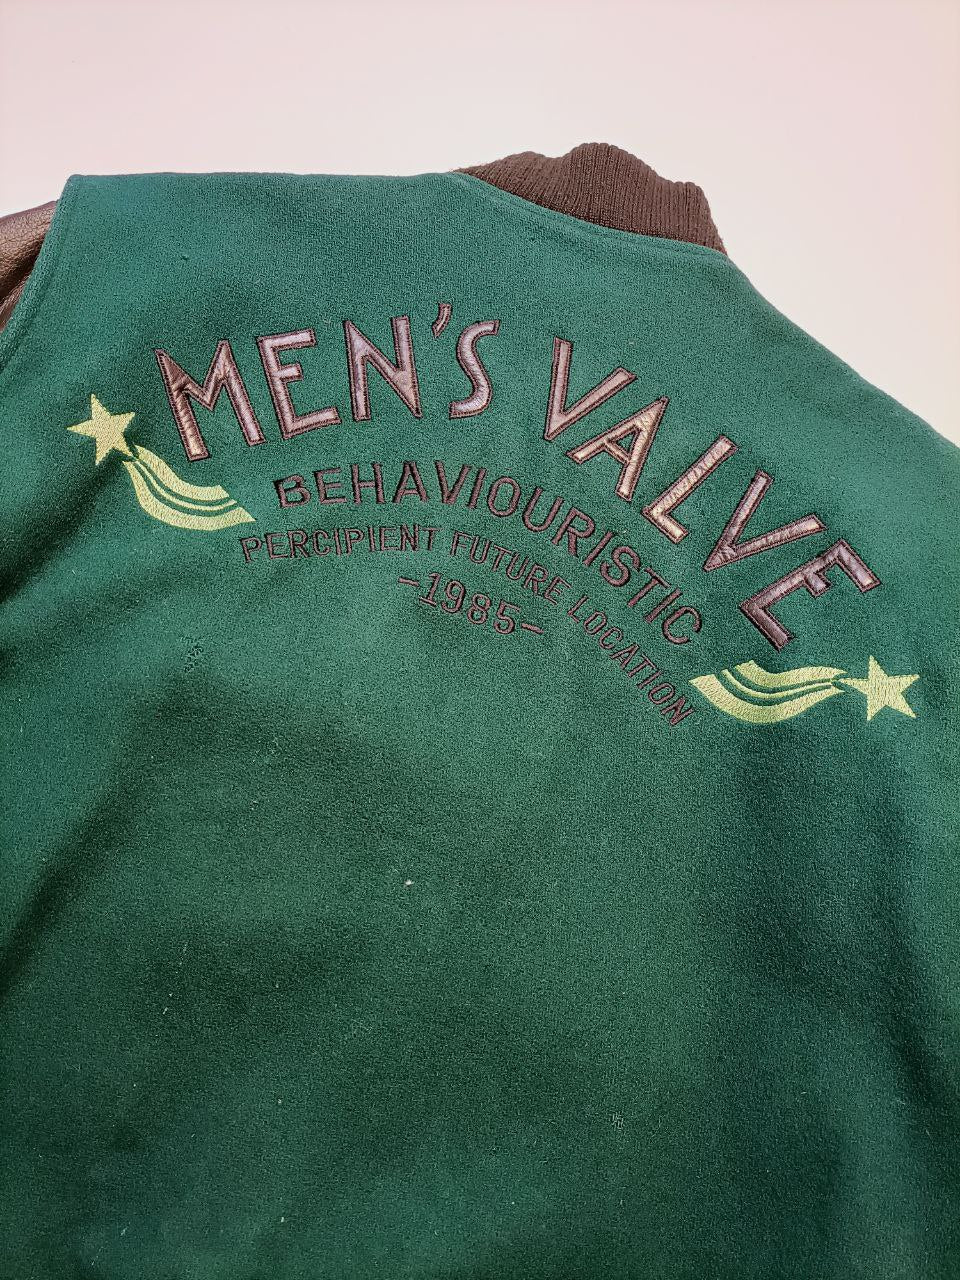 MEN'S VALVE
BEHAVIOURISTIC
PERCIPIENT FUTURE LOCATION
-1985-